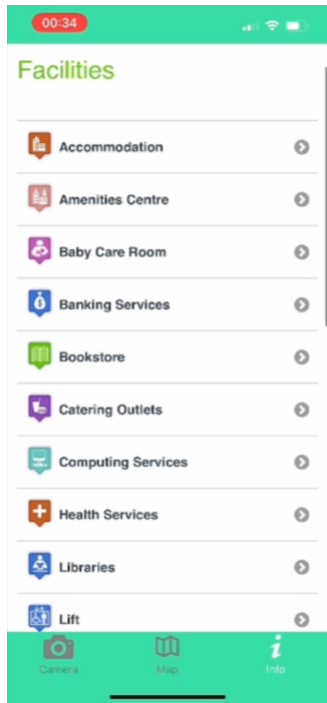 00:34
Facilities
Accommodation
Amenities Centre
Baby Care Room
Banking Services
Bookstore
Catering Outlets
Computing Services
Health Services
Libraries
Lift
Camera
Map
Info